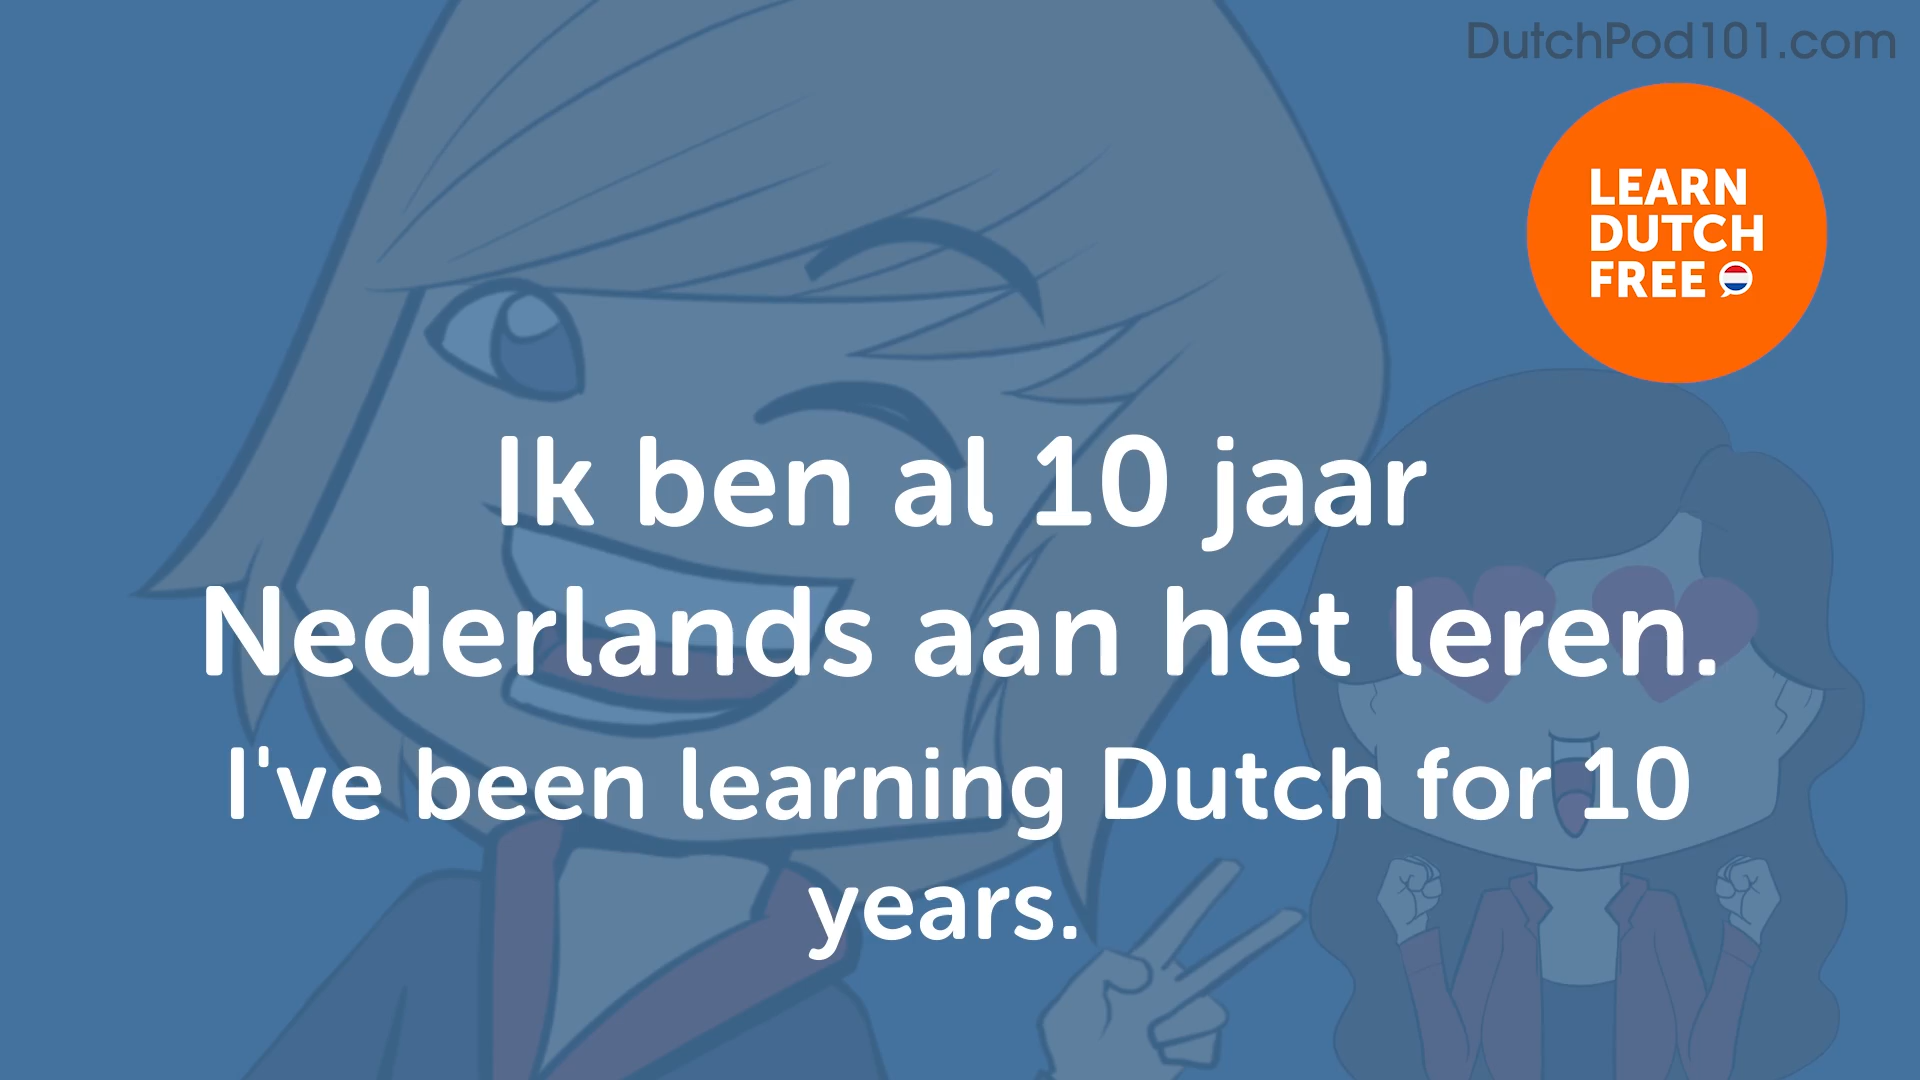 DutchPod101.com
LEARN
DUTCH
FREE
Ik ben al 10 jaar
Nederlands aan het leren.
I've been learning Dutch for 10
years.